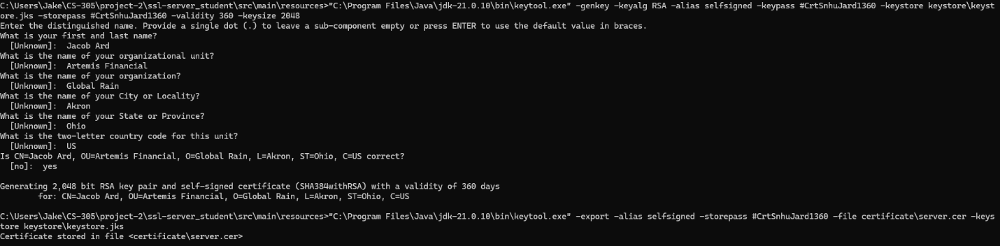 C:\Users\Jake\CS-305\project-2\ssl-server_student\src\main\resources>"C:\Program Files\Java\jdk-21.0.10\bin\keytool.exe" -genkey -keyalg RSA -alias selfsigned -keypass #CrtSnhuJard1360 -keystore keystore\keyst
ore.jks -storepass #CrtSnhuJard1360 -validity 360 -keysize 2048
Enter the distinguished name. Provide a single dot (.) to leave a sub-component empty or press ENTER to use the default value in braces.
What is your first and last name?
  [Unknown]:  Jacob Ard
What is the name of your organizational unit?
  [Unknown]:  Artemis Financial
What is the name of your organization?
  [Unknown]:  Global Rain
What is the name of your City or Locality?
  [Unknown]:  Akron
What is the name of your State or Province?
  [Unknown]:  Ohio
What is the two-letter country code for this unit?
  [Unknown]:  US
Is CN=Jacob Ard, OU=Artemis Financial, O=Global Rain, L=Akron, ST=Ohio, C=US correct?
  [no]:  yes
Generating 2,048 bit RSA key pair and self-signed certificate (SHA384withRSA) with a validity of 360 days
        for: CN=Jacob Ard, OU=Artemis Financial, O=Global Rain, L=Akron, ST=Ohio, C=US
C:\Users\Jake\CS-305\project-2\ssl-server_student\src\main\resources>"C:\Program Files\Java\jdk-21.0.10\bin\keytool.exe" -export -alias selfsigned -storepass #CrtSnhuJard1360 -file certificate\server.cer -keys
tore keystore\keystore.jks
Certificate stored in file <certificate\server.cer>